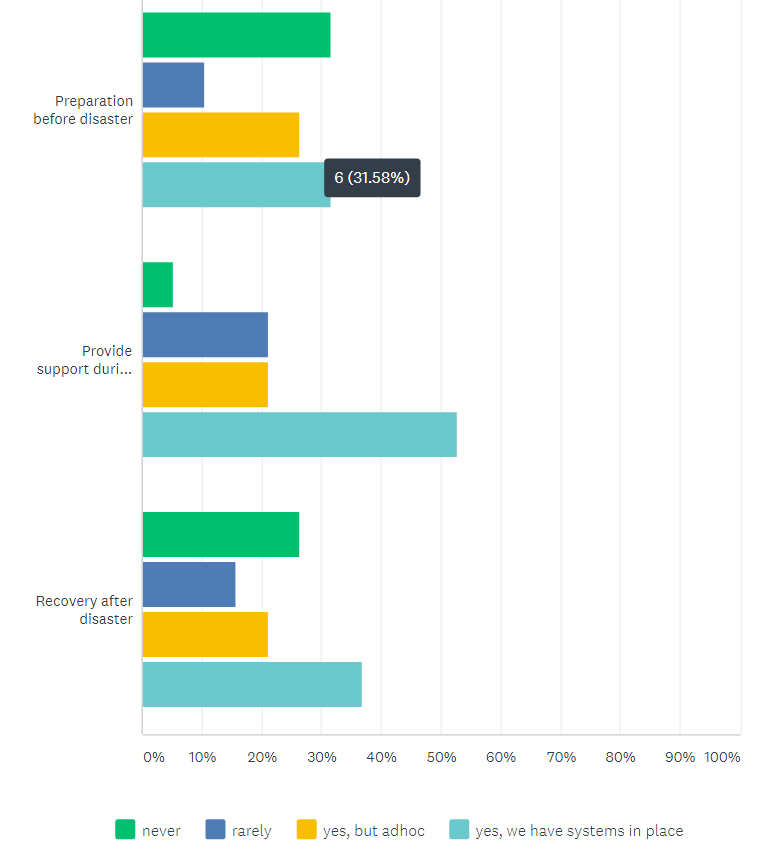 Preparation
before disaster
6 (31.58%)
Provide
support duri...
Recovery after
disaster
0% 10% 20% 30% 40% 50% 60% 70% 80% 90% 100%
never rarely yes, but adhoc yes, we have systems in place